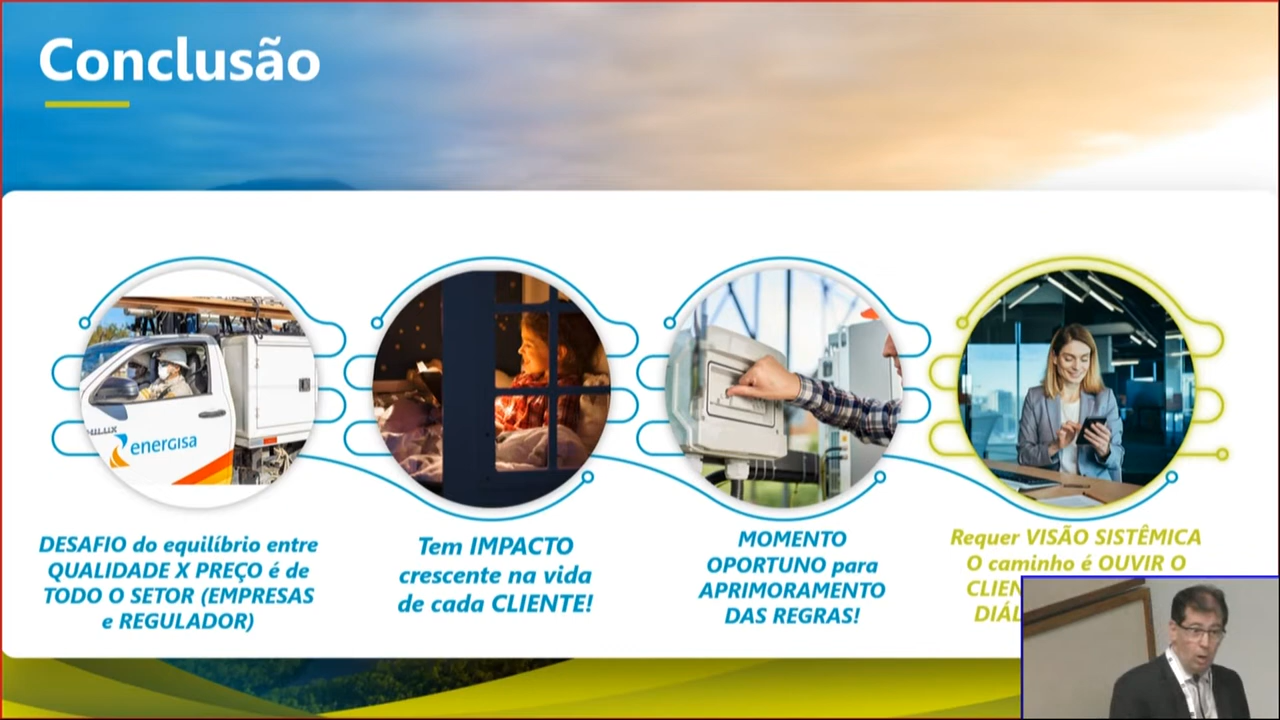 Conclusão
energisa
DESAFIO do equilíbrio entre
QUALIDADE X PREÇO é de
TODO O SETOR (EMPRESAS
e REGULADOR)
Tem IMPACTO
crescente na vida
de cada CLIENTE!
MOMENTO
OPORTUNO para
APRIMORAMENTO
DAS REGRAS!
Requer VISÃO SISTÊMICA
O caminho é OUVIR O